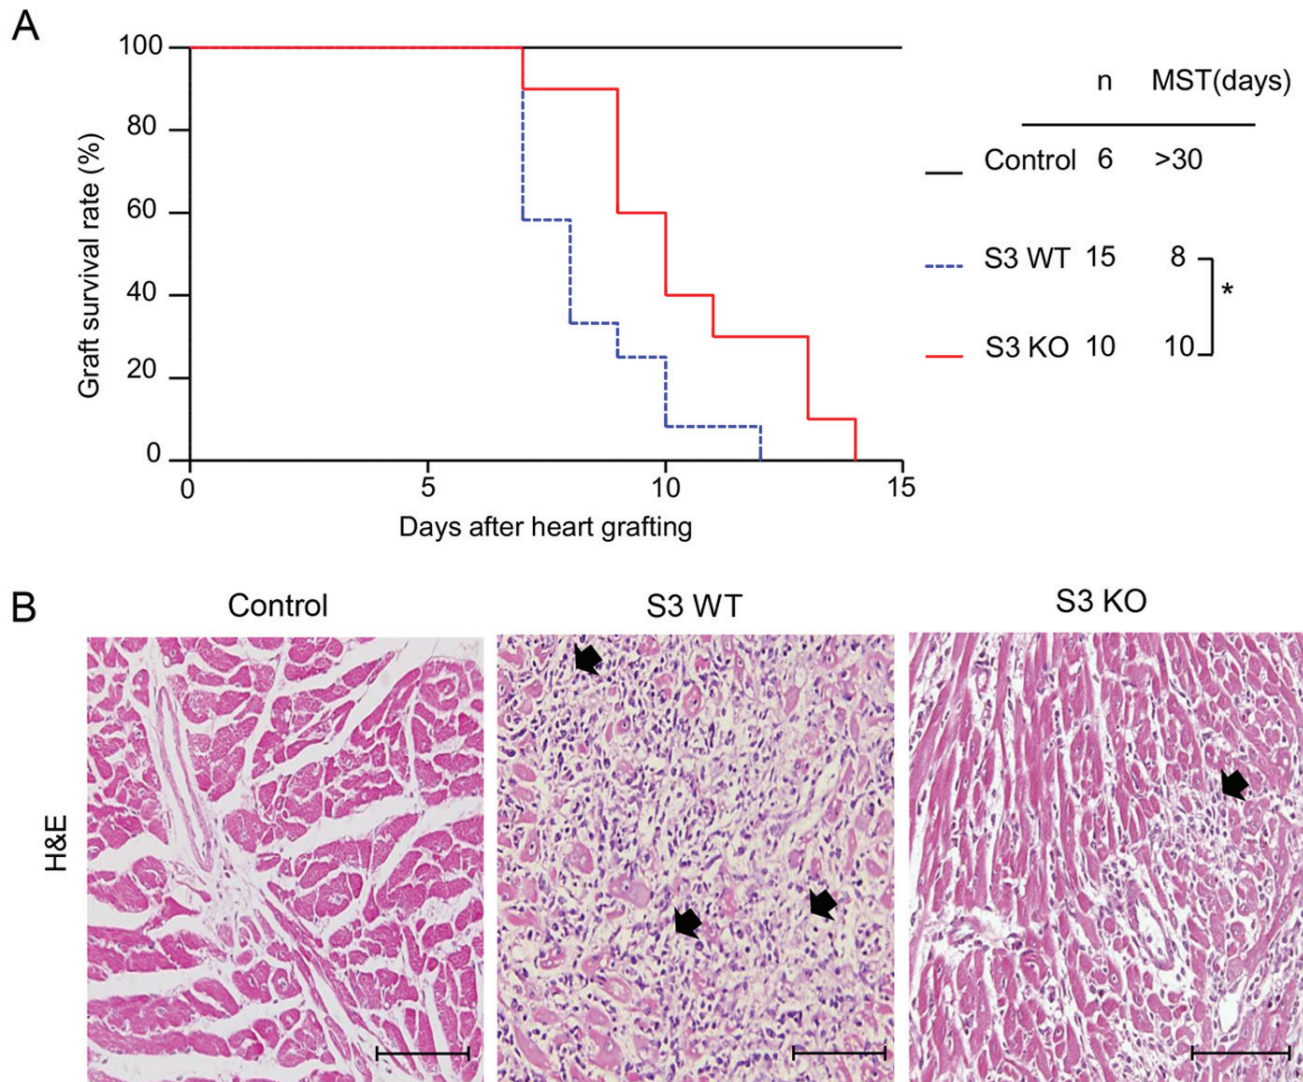 A
100
80
60
40
20
0
Graft survival rate (%)
0 5 10 15
Days after heart grafting
n MST(days)
Control 6 >30
S3 WT 15 8
*
S3 KO 10 10
B
Control S3 WT S3 KO
H&E